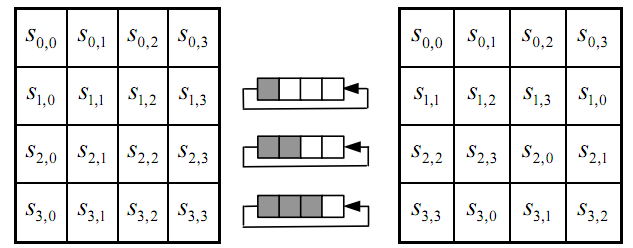 s0,0 s0,1 s0,2 s0,3 s0,0 s0,1 s0,2 s0,3
s1,0 s1,1 s1,2 s1,3 s1,1 s1,2 s1,3 s1,0
s2,0 s2,1 s2,2 s2,3 s2,2 s2,3 s2,0 s2,1
s3,0 s3,1 s3,2 s3,3 s3,3 s3,0 s3,1 s3,2